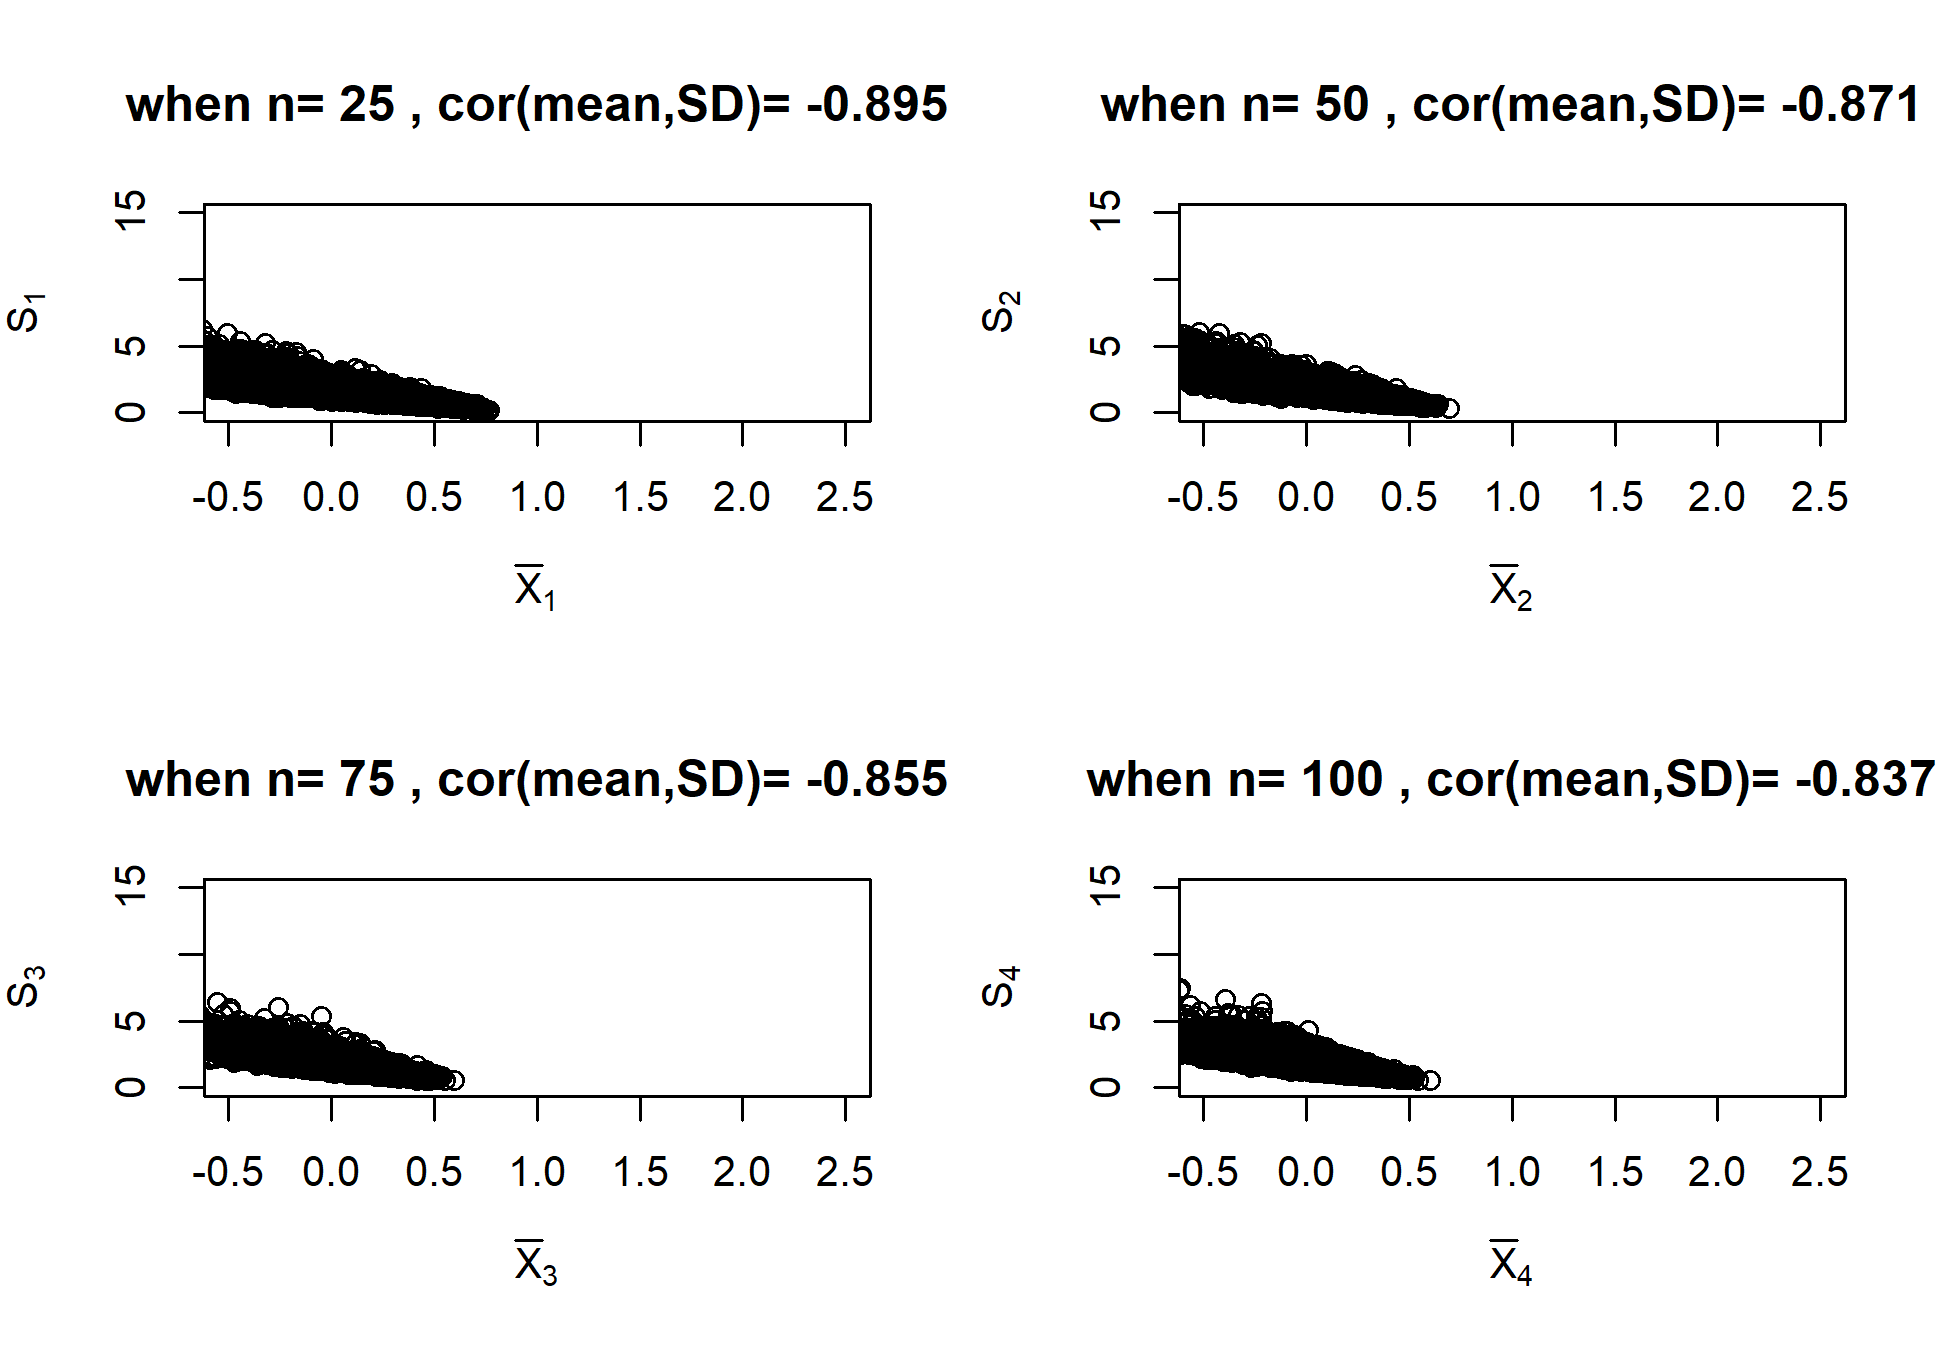 when n= 25 , cor(mean,SD)= -0.895
S1
15
5
0
-0.5 0.0 0.5 1.0 1.5 2.0 2.5
X̅1
when n= 50 , cor(mean,SD)= -0.871
S2
15
5
0
-0.5 0.0 0.5 1.0 1.5 2.0 2.5
X̅2
when n= 75 , cor(mean,SD)= -0.855
S3
15
5
0
-0.5 0.0 0.5 1.0 1.5 2.0 2.5
X̅3
when n= 100 , cor(mean,SD)= -0.837
S4
15
5
0
-0.5 0.0 0.5 1.0 1.5 2.0 2.5
X̅4